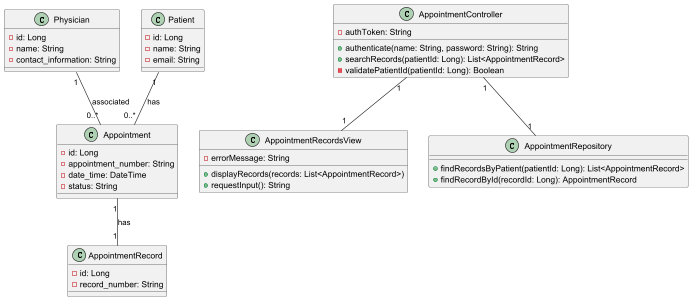 C Physician
id: Long
name: String
contact_information: String
C Patient
id: Long
name: String
email: String
C AppointmentController
authToken: String
authenticate(name: String, password: String): String
searchRecords(patientId: Long): List<AppointmentRecord>
validatePatientId(patientId: Long): Boolean
1
associated
0..*
1
has
0..*
1
1
1
1
C Appointment
id: Long
appointment_number: String
date_time: DateTime
status: String
C AppointmentRecordsView
errorMessage: String
displayRecords(records: List<AppointmentRecord>)
requestInput(): String
C AppointmentRepository
findRecordsByPatient(patientId: Long): List<AppointmentRecord>
findRecordById(recordId: Long): AppointmentRecord
1
has
1
C AppointmentRecord
id: Long
record_number: String